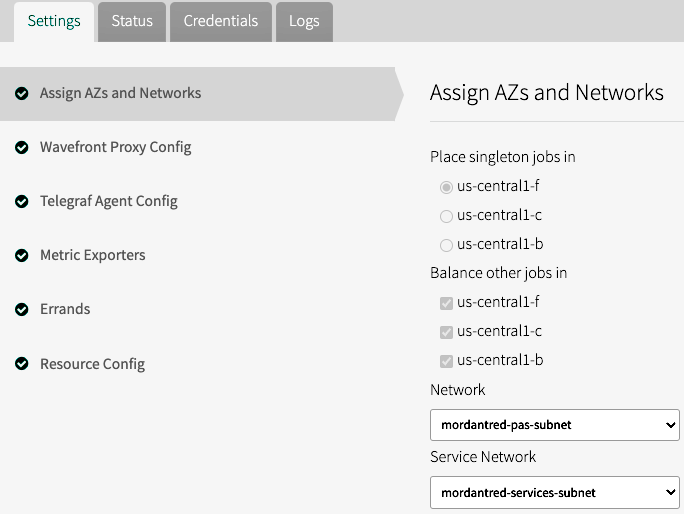 Settings
Status
Credentials
Logs
Assign AZs and Networks
Wavefront Proxy Config
Telegraf Agent Config
Metric Exporters
Errands
Resource Config
Assign AZs and Networks
Place singleton jobs in
us-central1-f
us-central1-c
us-central1-b
Balance other jobs in
us-central1-f
us-central1-c
us-central1-b
Network
mordantred-pas-subnet
Service Network
mordantred-services-subnet